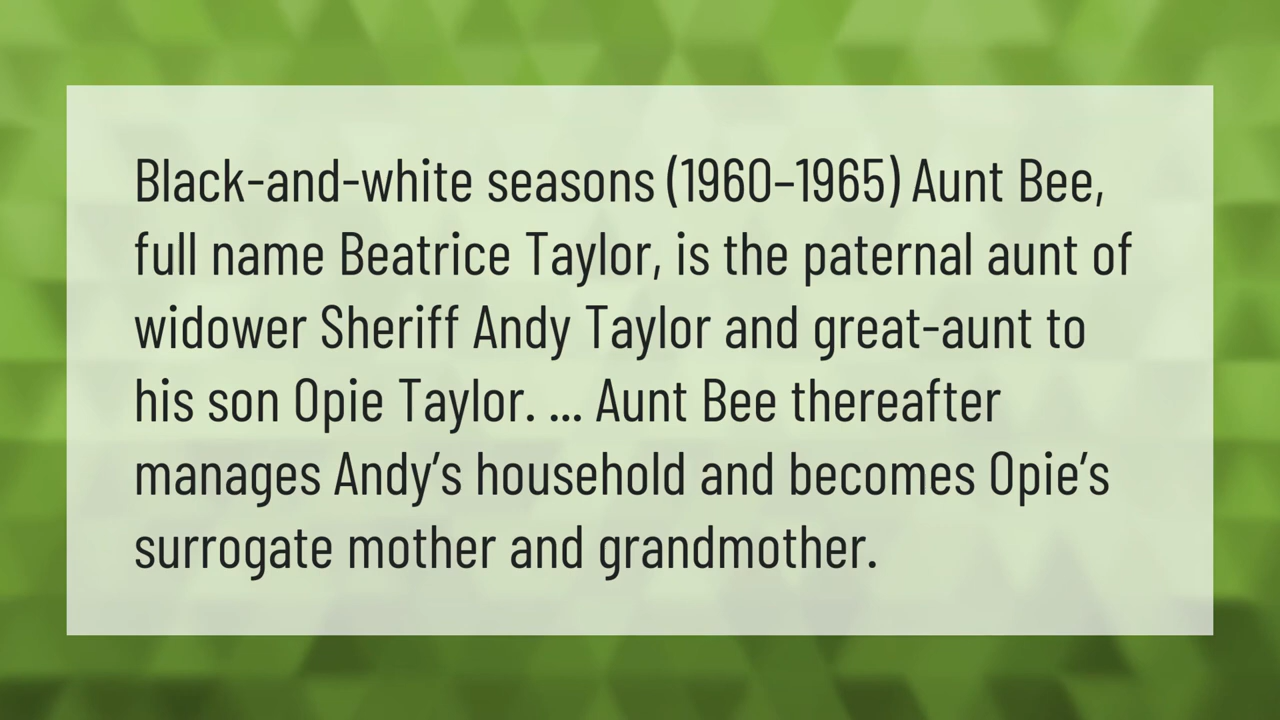 Black-and-white seasons (1960–1965) Aunt Bee,
full name Beatrice Taylor, is the paternal aunt of
widower Sheriff Andy Taylor and great-aunt to
his son Opie Taylor. ... Aunt Bee thereafter
manages Andy’s household and becomes Opie’s
surrogate mother and grandmother.